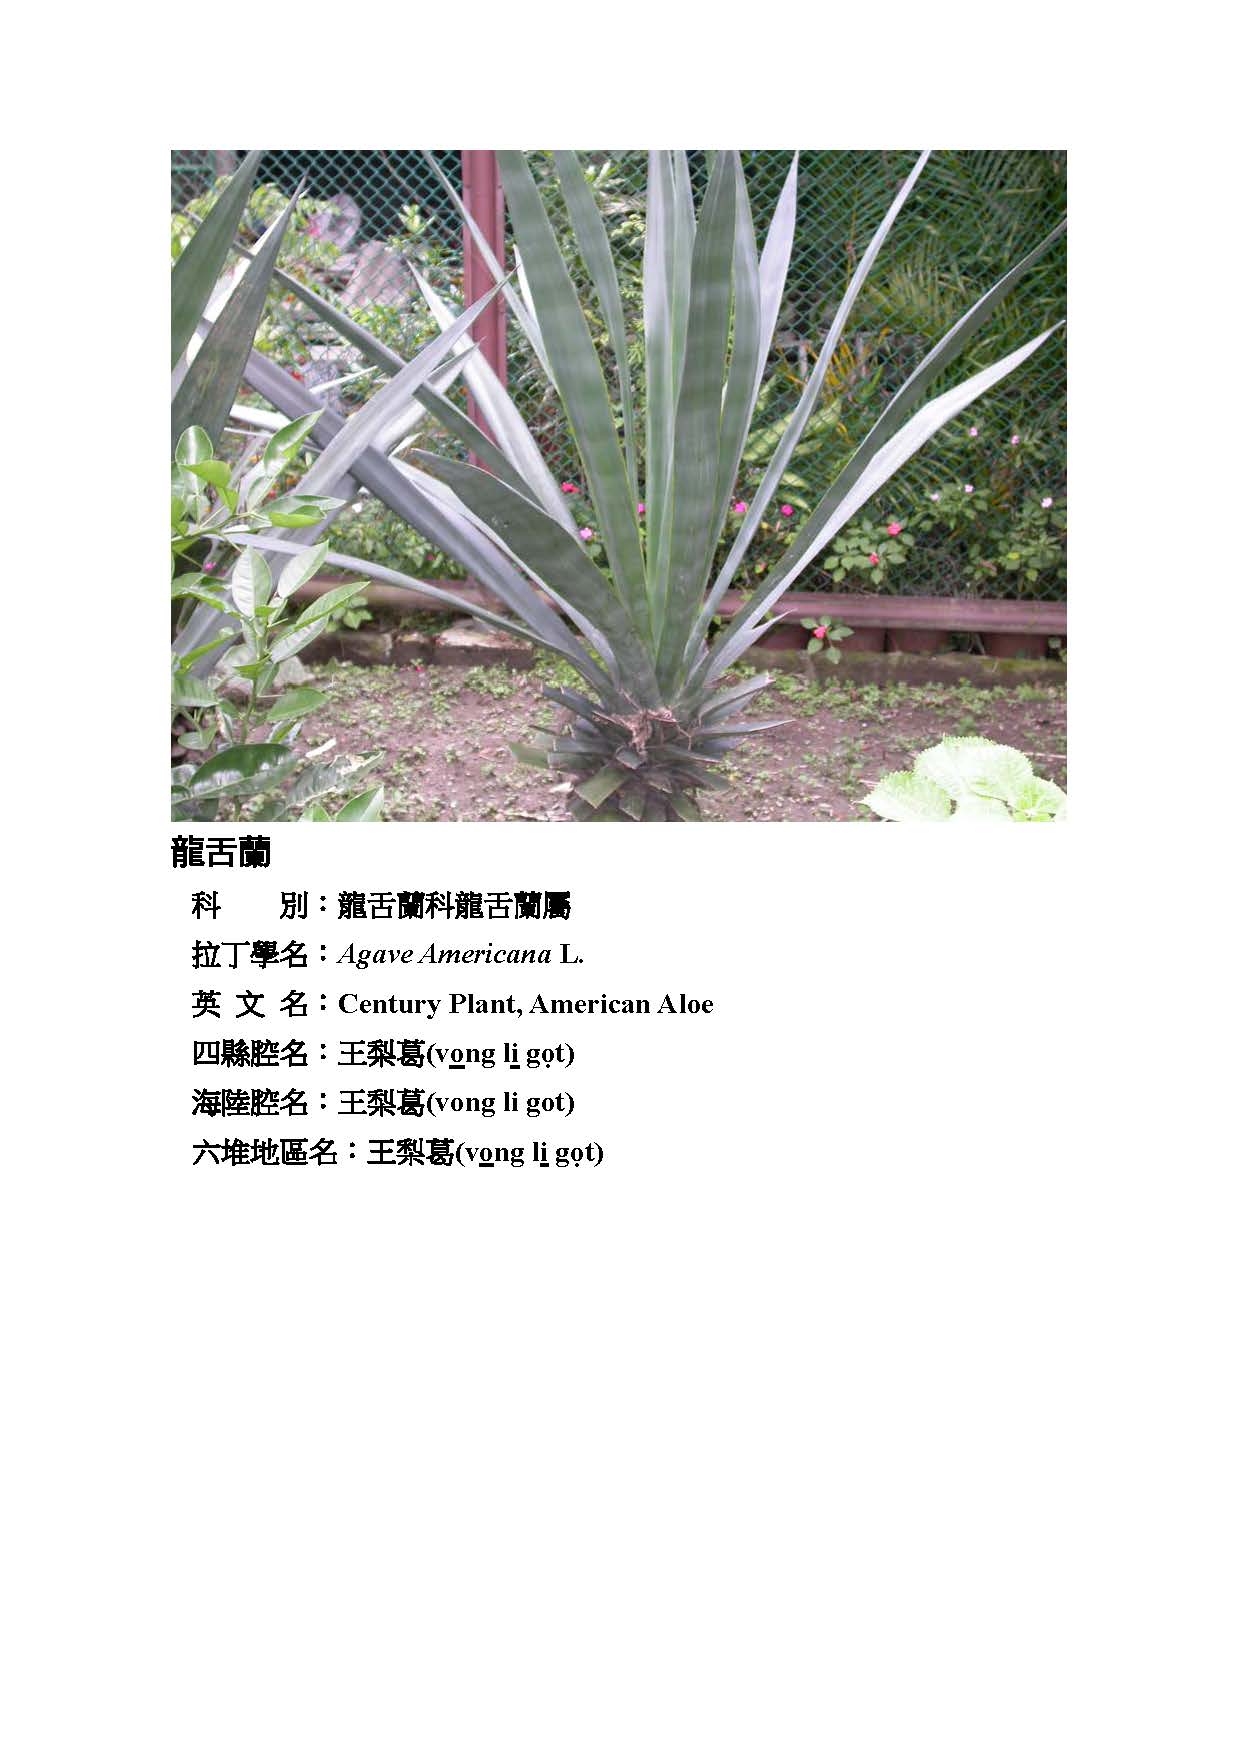 龍舌蘭
科　　別：龍舌蘭科龍舌蘭屬
拉丁學名：Agave Americana L.
英 文 名：Century Plant, American Aloe
四縣腔名：王梨葛(vo̲ng li̲ gọt)
海陸腔名：王梨葛(vong li got)
六堆地區名：王梨葛(vo̲ng li̲ gọt)